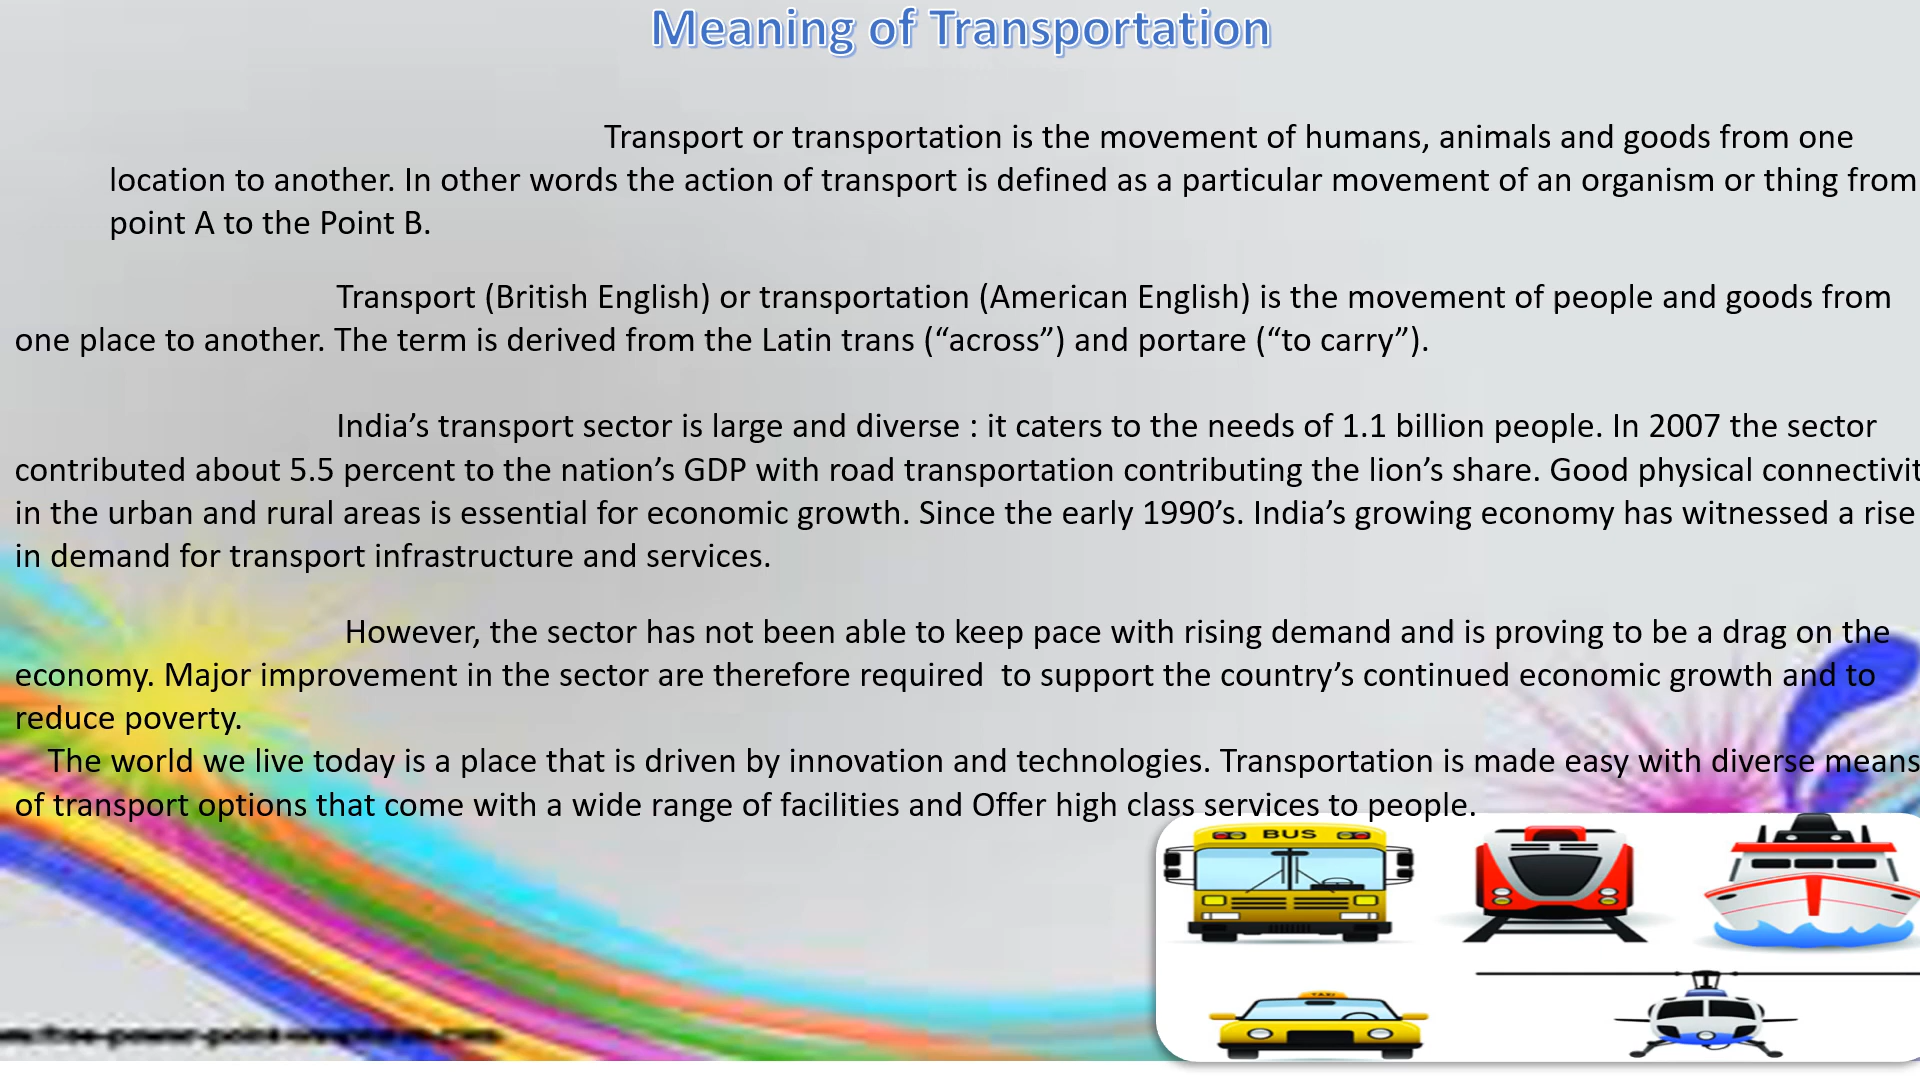 Meaning of Transportation
Transport or transportation is the movement of humans, animals and goods from one
location to another. In other words the action of transport is defined as a particular movement of an organism or thing from
point A to the Point B.
Transport (British English) or transportation (American English) is the movement of people and goods from
one place to another. The term is derived from the Latin trans (“across”) and portare (“to carry”).
India’s transport sector is large and diverse : it caters to the needs of 1.1 billion people. In 2007 the sector
contributed about 5.5 percent to the nation’s GDP with road transportation contributing the lion’s share. Good physical connectivit
in the urban and rural areas is essential for economic growth. Since the early 1990’s. India’s growing economy has witnessed a rise
in demand for transport infrastructure and services.
However, the sector has not been able to keep pace with rising demand and is proving to be a drag on the
economy. Major improvement in the sector are therefore required  to support the country’s continued economic growth and to
reduce poverty.
The world we live today is a place that is driven by innovation and technologies. Transportation is made easy with diverse means
of transport options that come with a wide range of facilities and Offer high class services to people.
BUS
TAXI